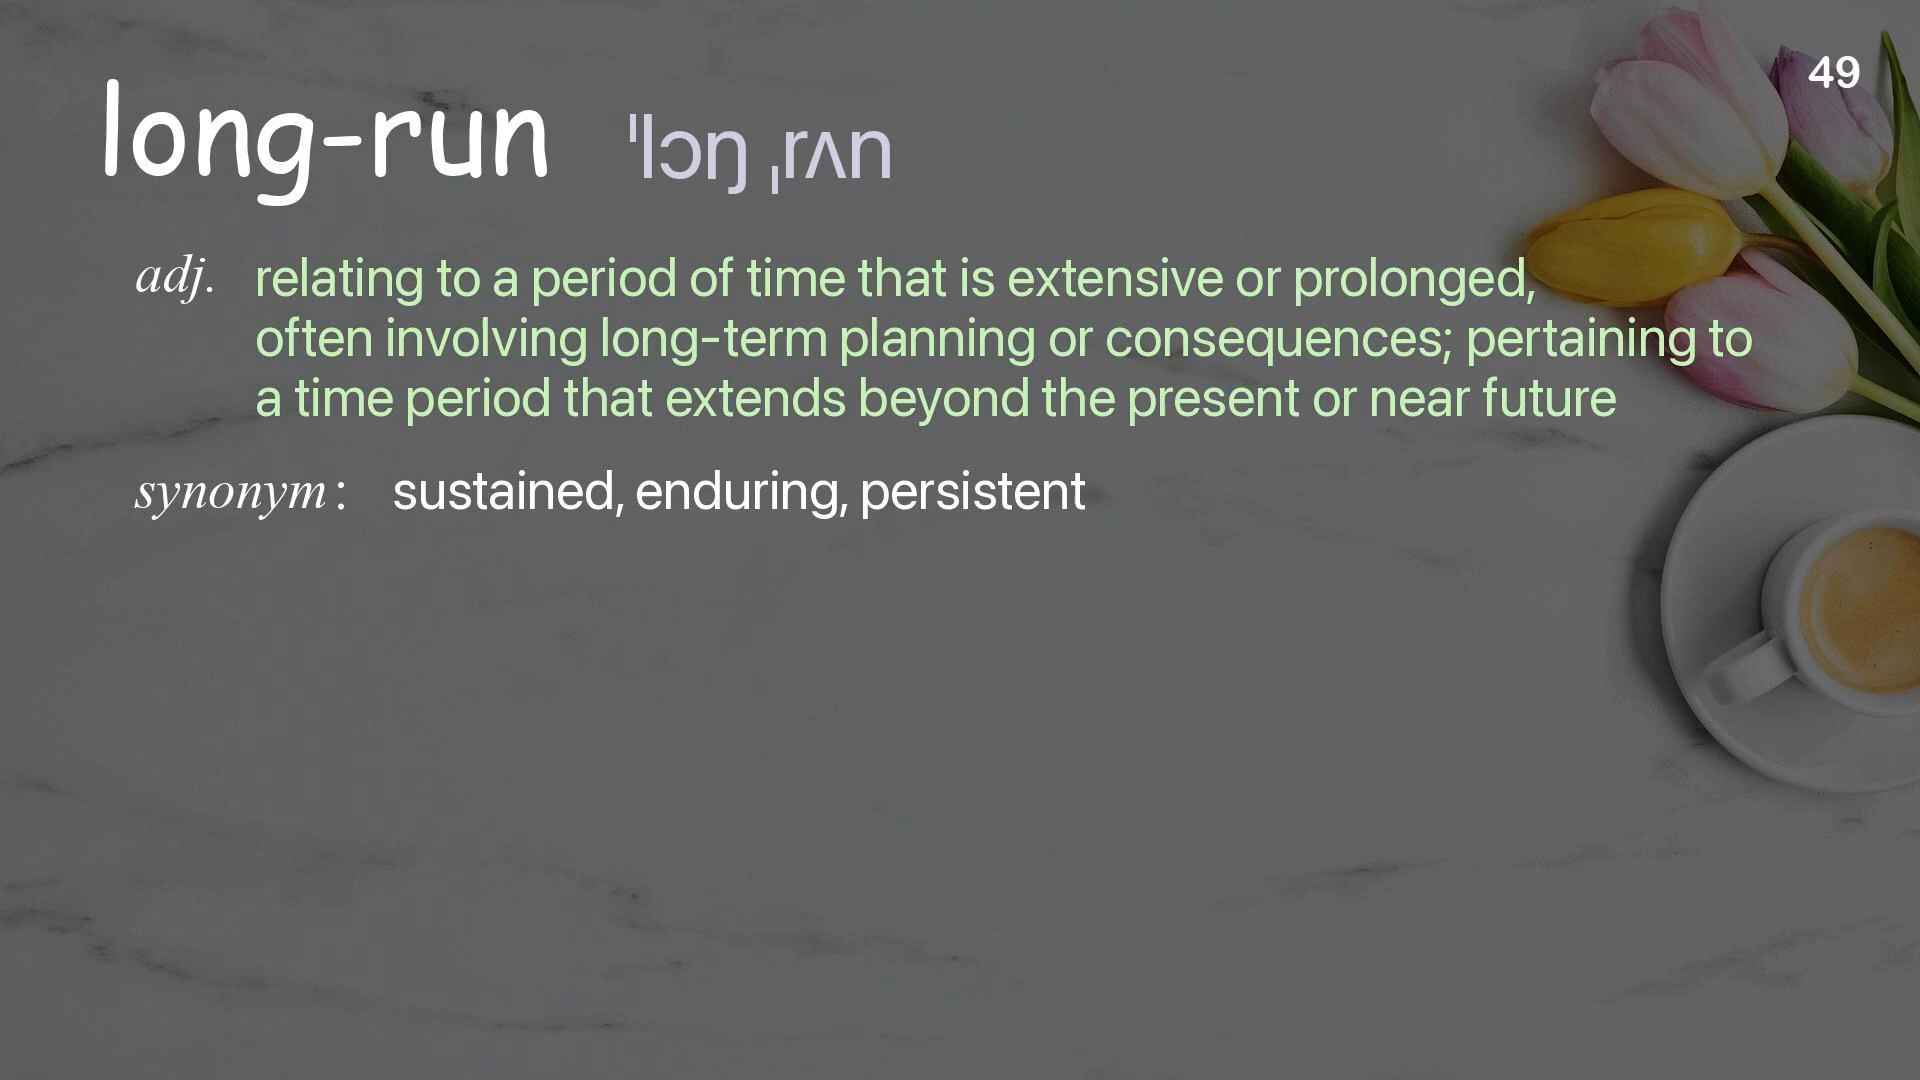 49
long-run ˈlɔŋ ˌrʌn
adj. relating to a period of time that is extensive or prolonged,
often involving long-term planning or consequences; pertaining to
a time period that extends beyond the present or near future
synonym: sustained, enduring, persistent